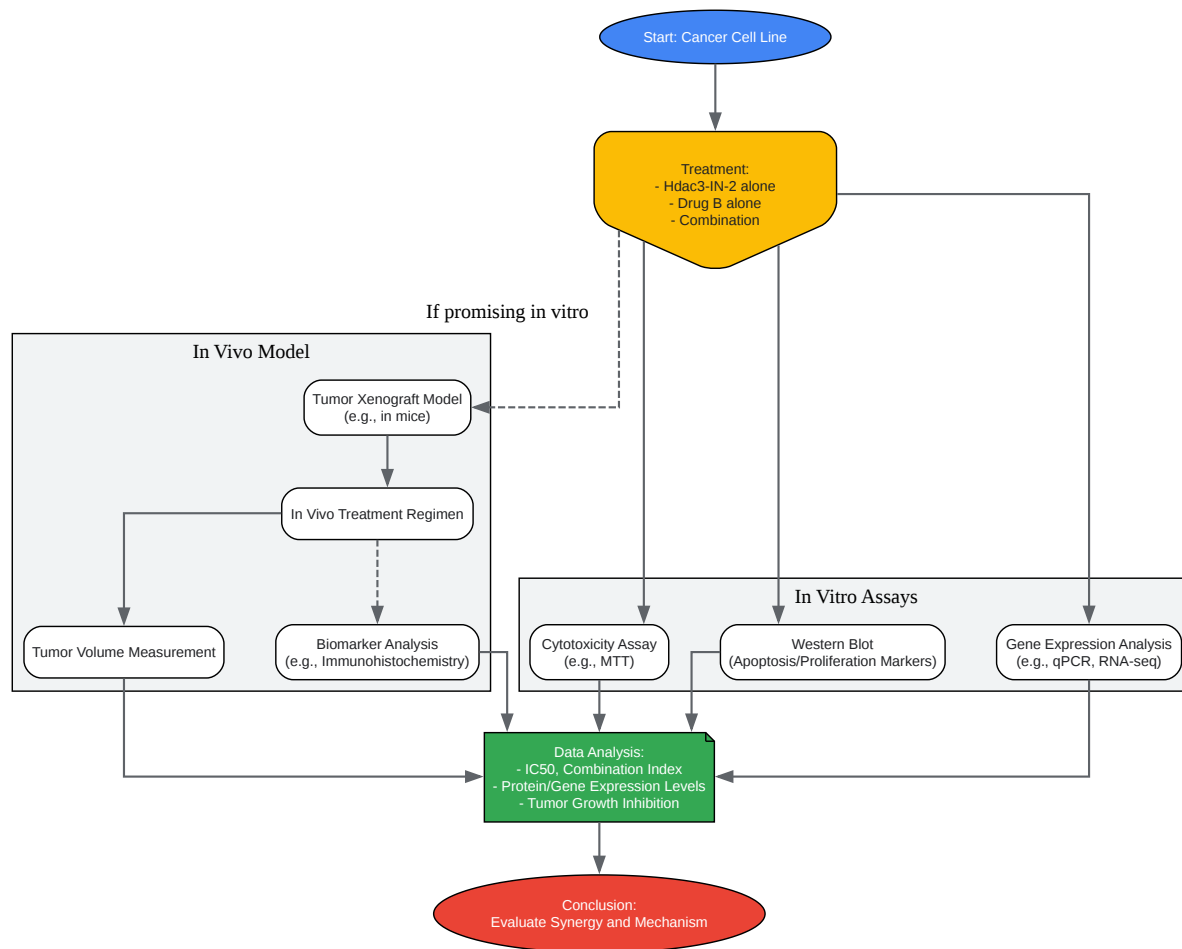 Start: Cancer Cell Line
Treatment:
- Hdac3-IN-2 alone
- Drug B alone
- Combination
If promising in vitro
In Vivo Model
Tumor Xenograft Model
(e.g., in mice)
In Vivo Treatment Regimen
Tumor Volume Measurement
Biomarker Analysis
(e.g., Immunohistochemistry)
In Vitro Assays
Cytotoxicity Assay
(e.g., MTT)
Western Blot
(Apoptosis/Proliferation Markers)
Gene Expression Analysis
(e.g., qPCR, RNA-seq)
Data Analysis:
- IC50, Combination Index
- Protein/Gene Expression Levels
- Tumor Growth Inhibition
Conclusion:
Evaluate Synergy and Mechanism